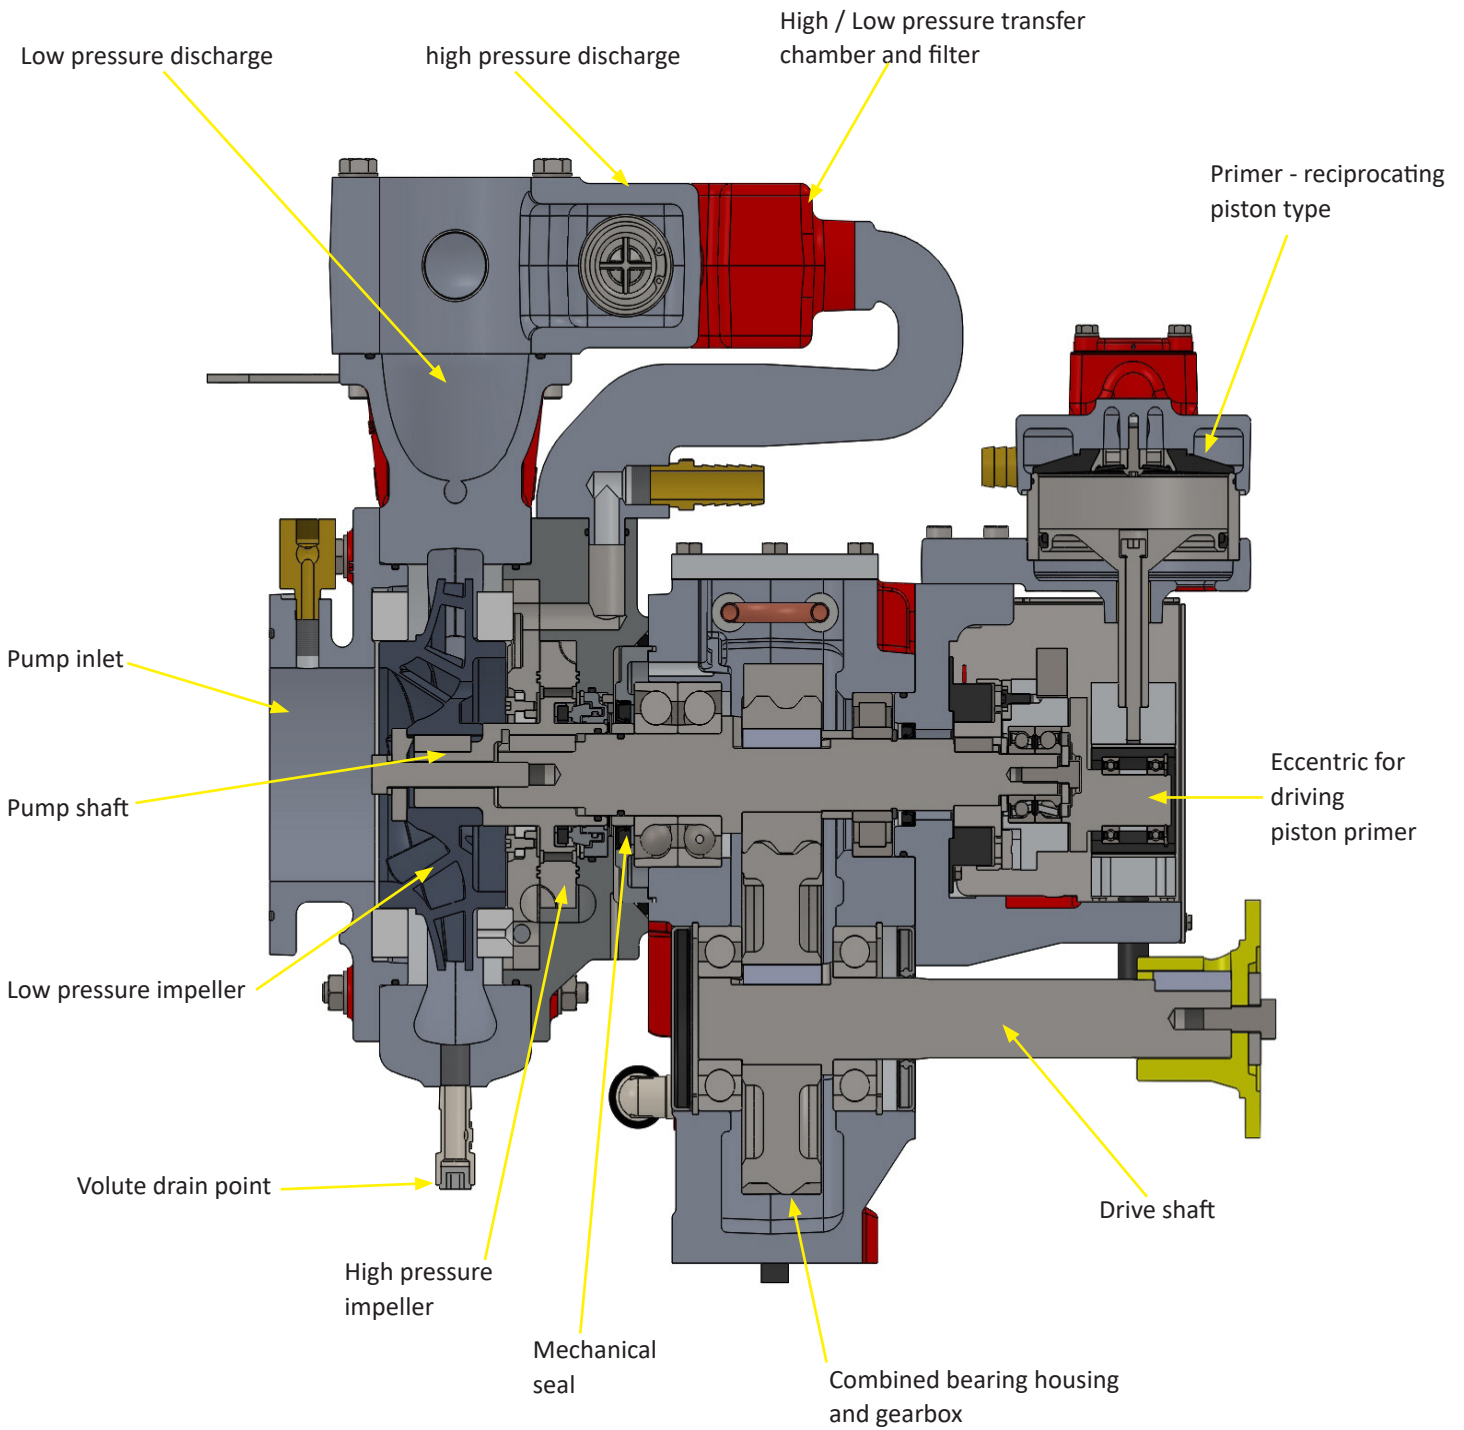 High / Low pressure transfer
chamber and filter
Low pressure discharge
high pressure discharge
Primer - reciprocating
piston type
Pump inlet
Pump shaft
Eccentric for
driving
piston primer
Low pressure impeller
Volute drain point
Drive shaft
High pressure
impeller
Mechanical
seal
Combined bearing housing
and gearbox